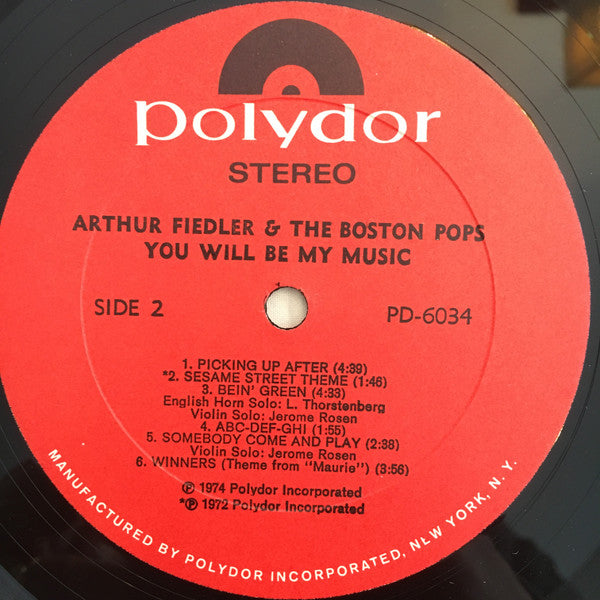 polydor
STEREO
ARTHUR FIEDLER & THE BOSTON POPS
YOU WILL BE MY MUSIC
SIDE 2
PD-6034
1. PICKING UP AFTER (4:39)
*2. SESAME STREET THEME (1:46)
3. BEIN' GREEN (4:33)
English Horn Solo: L. Thorstenberg
Violin Solo: Jerome Rosen
4. ABC-DEF-GHI (1:55)
5. SOMEBODY COME AND PLAY (2:38)
Violin Solo: Jerome Rosen
6. WINNERS (Theme from "Maurie") (3:56)
℗ 1974 Polydor Incorporated
*℗ 1972 Polydor Incorporated
MANUFACTURED BY POLYDOR INCORPORATED, NLW YORK, N. Y.